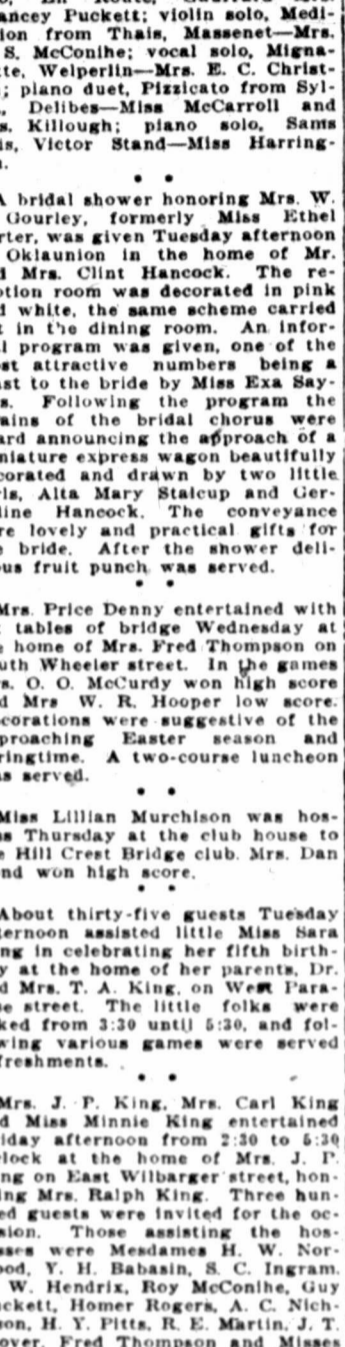 ancey Puckett; violin solo, Medi-
ion from Thais, Massenet—Mrs.
S. McConihe; vocal solo, Migna-
te, Welperlin—Mrs. E. C. Christ-
; piano duet, Pizzicato from Syl-
, Delibes—Miss McCarroll and
s. Killough; piano solo, Sams
is, Victor Stand—Miss Harring-
.
• •
A bridal shower honoring Mrs. W.
Gourley, formerly Miss Ethel
rter, was given Tuesday afternoon
Oklaunion in the home of Mr.
d Mrs. Clint Hancock. The re-
ption room was decorated in pink
d white, the same scheme carried
t in the dining room. An infor-
l program was given, one of the
st attractive numbers being a
ast to the bride by Miss Exa Say-
s. Following the program the
ains of the bridal chorus were
ard announcing the approach of a
niature express wagon beautifully
corated and drawn by two little
rls, Alta Mary Stalcup and Ger-
line Hancock. The conveyance
re lovely and practical gifts for
e bride. After the shower deli-
ous fruit punch was served.
• •
Mrs. Price Denny entertained with
tables of bridge Wednesday at
e home of Mrs. Fred Thompson on
uth Wheeler street. In the games
s. O. O. McCurdy won high score
d Mrs W. R. Hooper low score.
corations were suggestive of the
proaching Easter season and
ringtime. A two-course luncheon
s served.
• •
Miss Lillian Murchison was hos-
s Thursday at the club house to
e Hill Crest Bridge club. Mrs. Dan
nd won high score.
• •
About thirty-five guests Tuesday
ternoon assisted little Miss Sara
ng in celebrating her fifth birth-
y at the home of her parents, Dr.
d Mrs. T. A. King, on West Para-
e street. The little folks were
ked from 3:30 until 5:30, and fol-
wing various games were served
freshments.
• •
Mrs. J. P. King, Mrs. Carl King
d Miss Minnie King entertained
iday afternoon from 2:30 to 5:30
lock at the home of Mrs. J. P.
ng on East Wilbarger street, hon-
ing Mrs. Ralph King. Three hun-
ed guests were invited for the oc-
sion. Those assisting the hos-
sses were Mesdames H. W. Nor-
ood, Y. H. Babasin, S. C. Ingram.
W. Hendrix, Roy McConihe, Guy
ckett, Homer Rogers, A. C. Nich-
son, H. Y. Pitts, R. E. Martin, J. T.
over, Fred Thompson and Misses